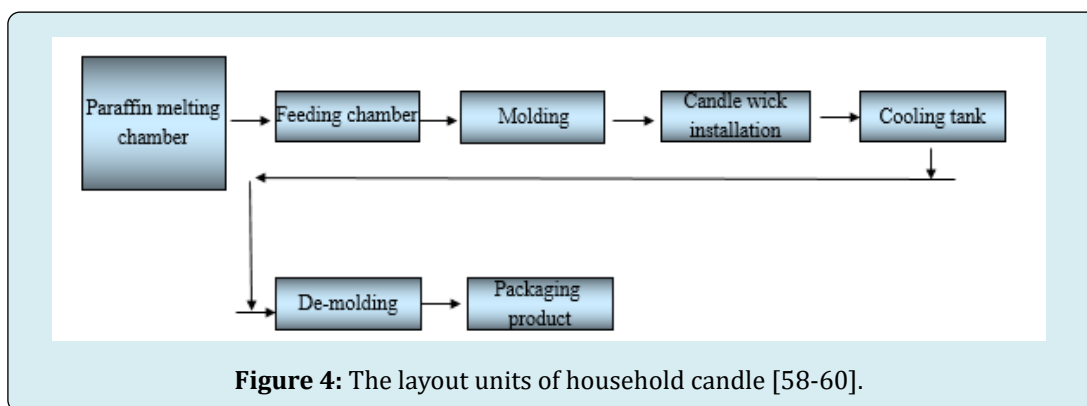 Paraffin melting
chamber
Feeding chamber
Molding
Candle wick
installation
Cooling tank
De-molding
Packaging
product
Figure 4: The layout units of household candle [58-60].